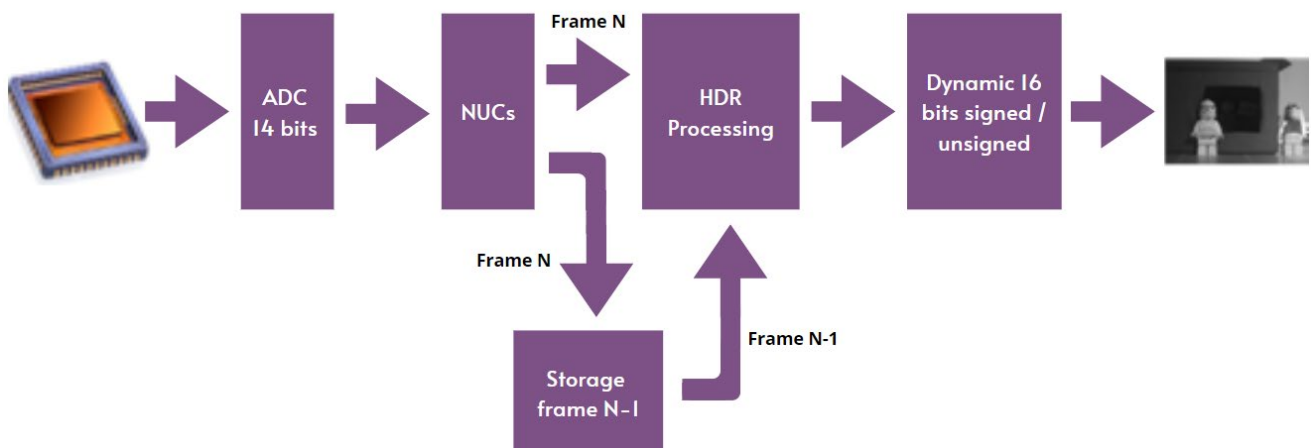 Frame N
ADC
14 bits
NUCs
HDR
Processing
Dynamic 16
bits signed /
unsigned
Frame N
Frame N-1
Storage
frame N-1